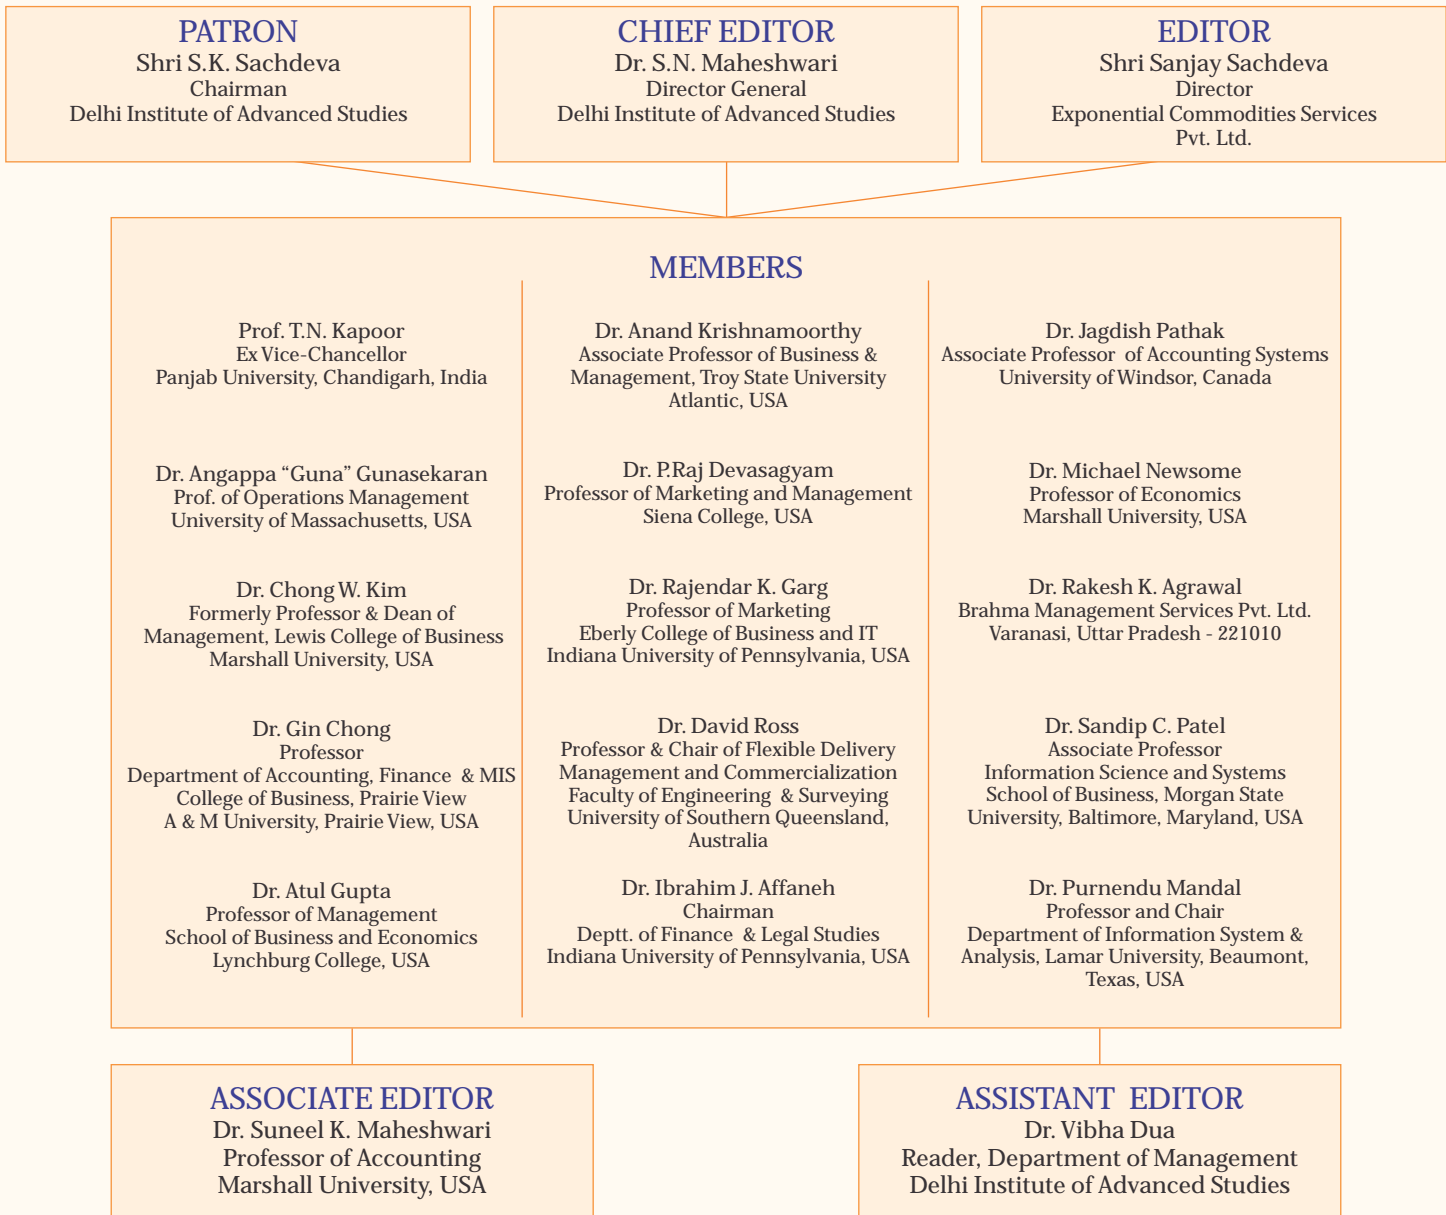 PATRON
Shri S.K. Sachdeva
Chairman
Delhi Institute of Advanced Studies
CHIEF EDITOR
Dr. S.N. Maheshwari
Director General
Delhi Institute of Advanced Studies
EDITOR
Shri Sanjay Sachdeva
Director
Exponential Commodities Services
Pvt. Ltd.
MEMBERS
Prof. T.N. Kapoor
Ex Vice-Chancellor
Panjab University, Chandigarh, India
Dr. Angappa “Guna” Gunasekaran
Prof. of Operations Management
University of Massachusetts, USA
Dr. Chong W. Kim
Formerly Professor & Dean of
Management, Lewis College of Business
Marshall University, USA
Dr. Gin Chong
Professor
Department of Accounting, Finance & MIS
College of Business, Prairie View
A & M University, Prairie View, USA
Dr. Atul Gupta
Professor of Management
School of Business and Economics
Lynchburg College, USA
Dr. Anand Krishnamoorthy
Associate Professor of Business &
Management, Troy State University
Atlantic, USA
Dr. P.Raj Devasagyam
Professor of Marketing and Management
Siena College, USA
Dr. Rajendar K. Garg
Professor of Marketing
Eberly College of Business and IT
Indiana University of Pennsylvania, USA
Dr. David Ross
Professor & Chair of Flexible Delivery
Management and Commercialization
Faculty of Engineering & Surveying
University of Southern Queensland,
Australia
Dr. Ibrahim J. Affaneh
Chairman
Deptt. of Finance & Legal Studies
Indiana University of Pennsylvania, USA
Dr. Jagdish Pathak
Associate Professor of Accounting Systems
University of Windsor, Canada
Dr. Michael Newsome
Professor of Economics
Marshall University, USA
Dr. Rakesh K. Agrawal
Brahma Management Services Pvt. Ltd.
Varanasi, Uttar Pradesh - 221010
Dr. Sandip C. Patel
Associate Professor
Information Science and Systems
School of Business, Morgan State
University, Baltimore, Maryland, USA
Dr. Purnendu Mandal
Professor and Chair
Department of Information System &
Analysis, Lamar University, Beaumont,
Texas, USA
ASSOCIATE EDITOR
Dr. Suneel K. Maheshwari
Professor of Accounting
Marshall University, USA
ASSISTANT EDITOR
Dr. Vibha Dua
Reader, Department of Management
Delhi Institute of Advanced Studies